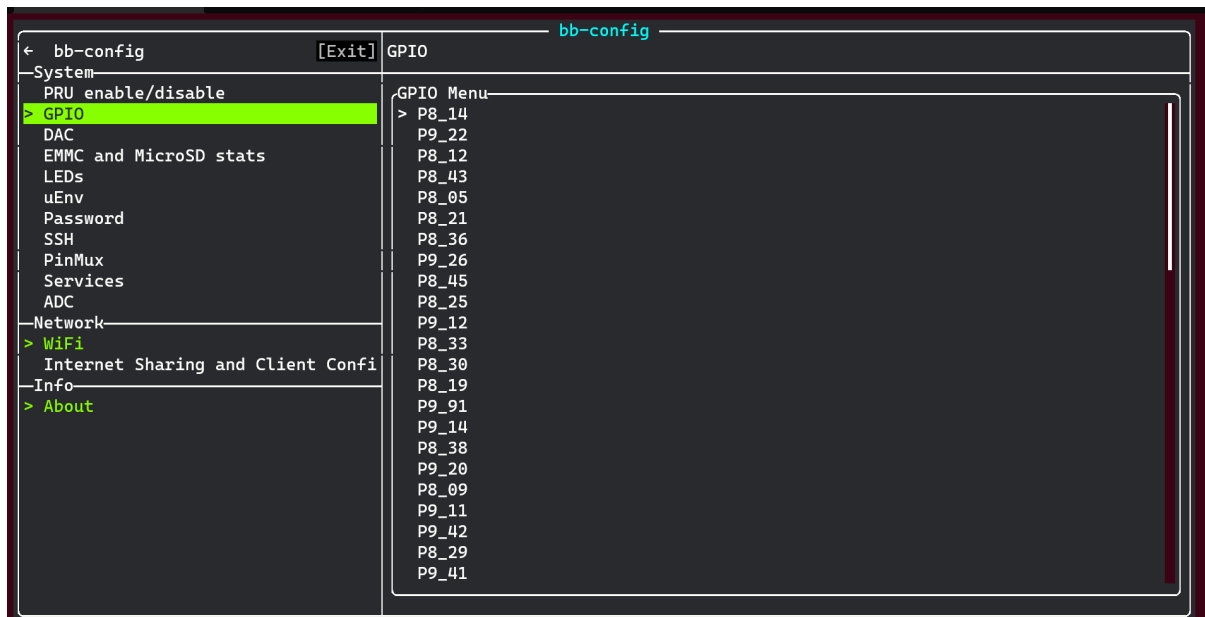 bb-config
← bb-config [Exit]
System
PRU enable/disable
> GPIO
DAC
EMMC and MicroSD stats
LEDs
uEnv
Password
SSH
PinMux
Services
ADC
Network
> WiFi
Internet Sharing and Client Confi
Info
> About
GPIO
GPIO Menu
> P8_14
P9_22
P8_12
P8_43
P8_05
P8_21
P8_36
P9_26
P8_45
P8_25
P9_12
P8_33
P8_30
P8_19
P9_91
P9_14
P8_38
P9_20
P8_09
P9_11
P9_42
P8_29
P9_41